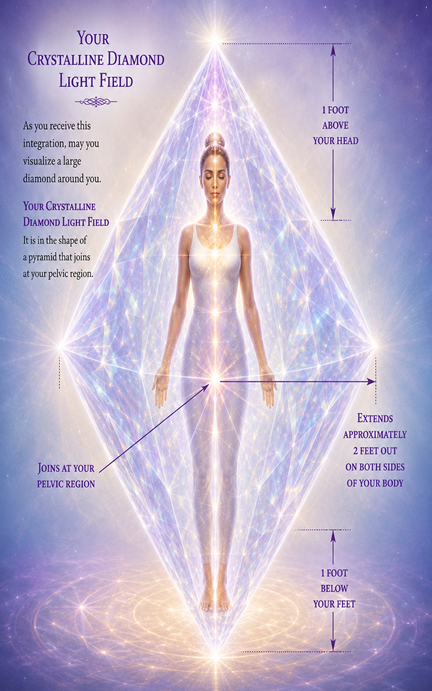 Your
Crystalline Diamond
Light Field
As you receive this
integration, may you
visualize a large
diamond around you.
Your Crystalline
Diamond Light Field
It is in the shape of
a pyramid that joins
at your pelvic region.
1 Foot
Above
Your Head
Extends
Approximately
2 Feet Out
on Both Sides
of Your Body
Joins at your
pelvic region
1 Foot
Below
Your Feet